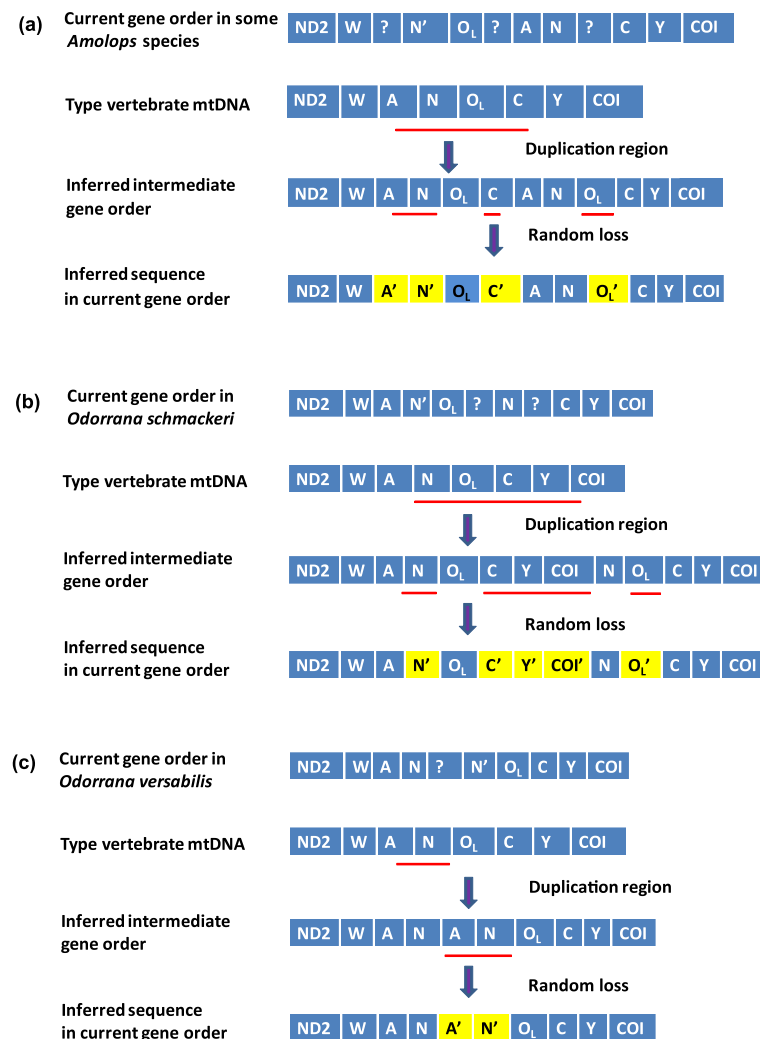 (a)
Current gene order in some
Amolops species
ND2 W ? N’ OL ? A N ? C Y COI
Type vertebrate mtDNA
ND2 W A N OL C Y COI
Duplication region
Inferred intermediate
gene order
ND2 W A N OL C A N OL C Y COI
Random loss
Inferred sequence
in current gene order
ND2 W A’ N’ OL C’ A N OL’ C Y COI
(b)
Current gene order in
Odorrana schmackeri
ND2 W A N’ OL ? N ? C Y COI
Type vertebrate mtDNA
ND2 W A N OL C Y COI
Duplication region
Inferred intermediate
gene order
ND2 W A N OL C Y COI N OL C Y COI
Random loss
Inferred sequence
in current gene order
ND2 W A N’ OL C’ Y’ COI’ N OL’ C Y COI
(c)
Current gene order in
Odorrana versabilis
ND2 W A N ? N’ OL C Y COI
Type vertebrate mtDNA
ND2 W A N OL C Y COI
Duplication region
Inferred intermediate
gene order
ND2 W A N A N OL C Y COI
Random loss
Inferred sequence
in current gene order
ND2 W A N A’ N’ OL C Y COI